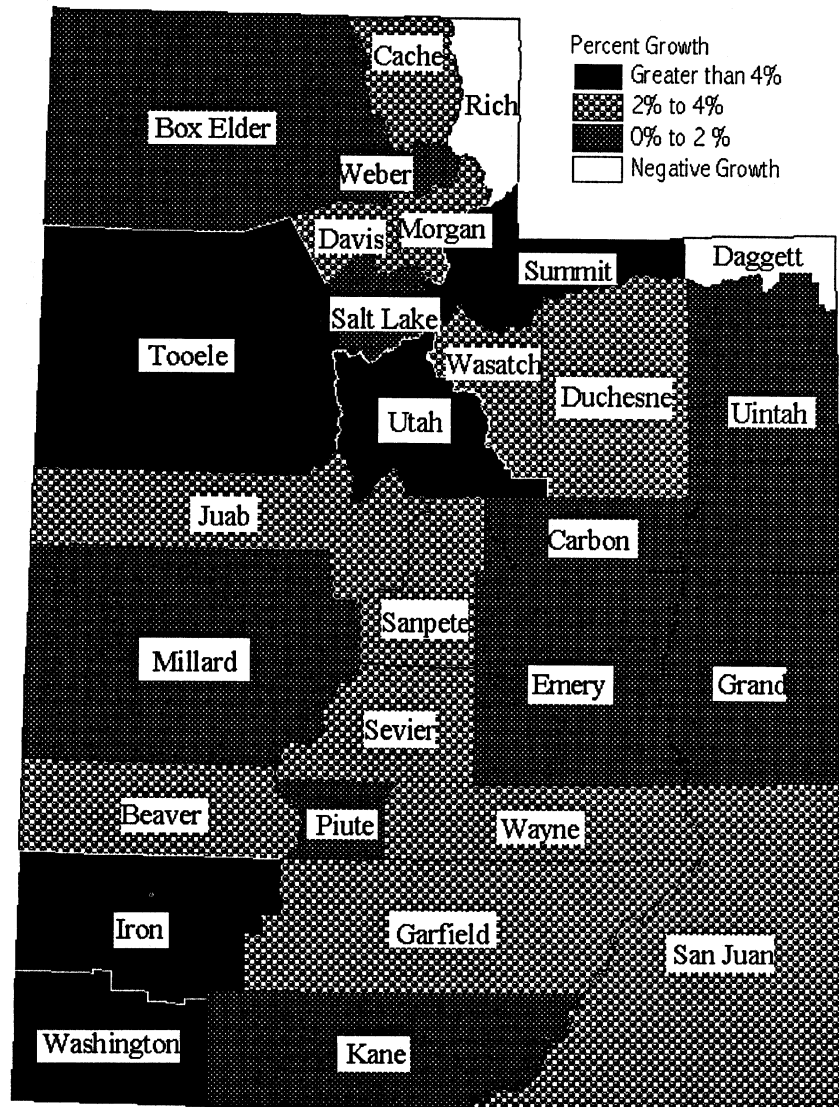 Percent Growth
Greater than 4%
2% to 4%
0% to 2 %
Negative Growth
Cache
Rich
Box Elder
Weber
Morgan
Davis
Daggett
Summit
Salt Lake
Tooele
Wasatch
Duchesne
Uintah
Utah
Juab
Carbon
Sanpete
Millard
Emery
Grand
Sevier
Beaver
Piute
Wayne
Iron
Garfield
San Juan
Washington
Kane